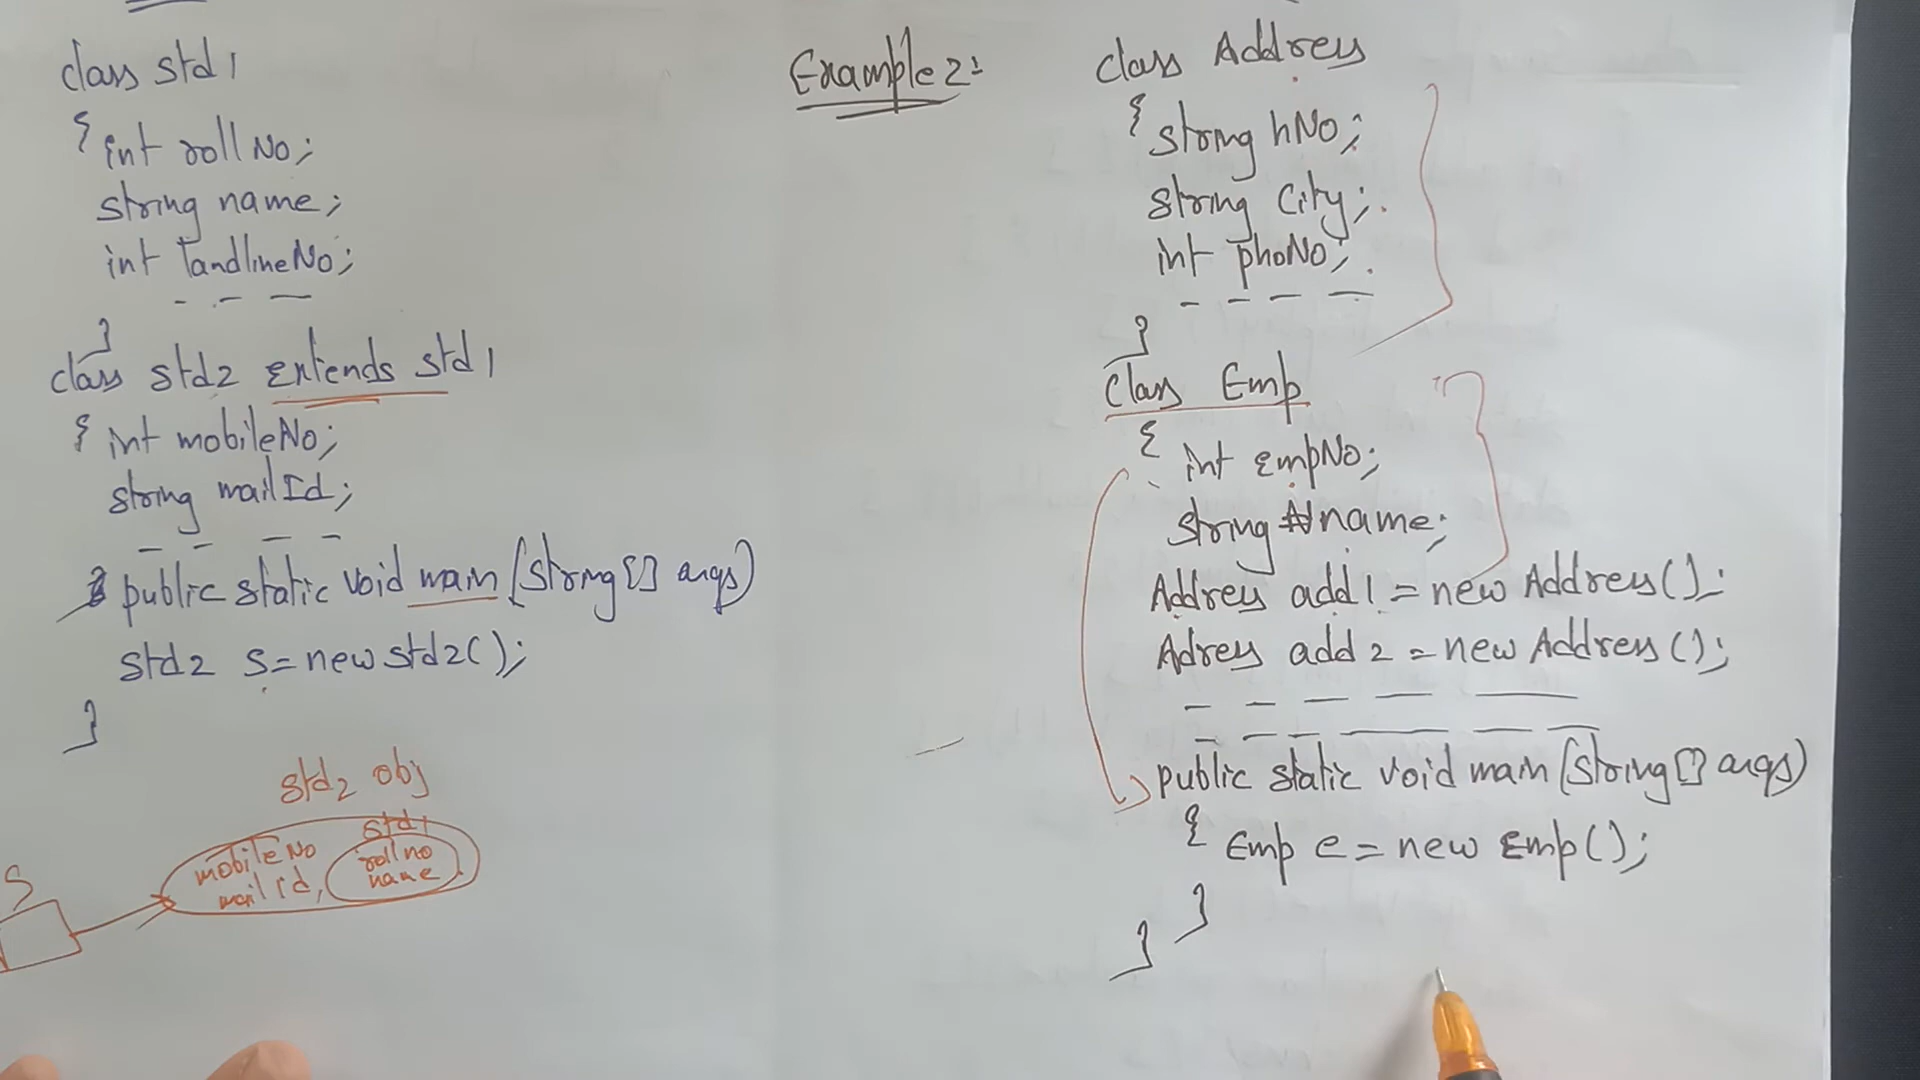 class std1
{ int rollNo;
string name;
int landlineNo;
- - -
}
class std2 extends std1
{ int mobileNo;
string mailId;
- - - -
public static void main (String[] args)
std2 s = new std2();
}
std2 obj
std1
mobileNo
mailId,
rollno
name
S
Example 2:
class Address
{ string hNo;
string City;
int phoNo;
- - - -
}
Class Emp
{ int empNo;
string name;
Address add1 = new Address();
Adress add2 = new Address();
- - - - -
- - - - - -
public static void main (String[] args)
{ Emp e = new Emp();
}
}